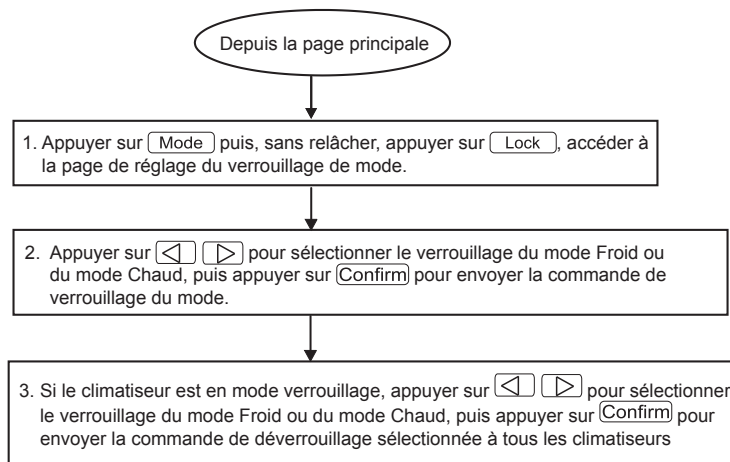 Depuis la page principale
1. Appuyer sur Mode puis, sans relâcher, appuyer sur Lock, accéder à
la page de réglage du verrouillage de mode.
2. Appuyer sur ◁ ▷ pour sélectionner le verrouillage du mode Froid ou
du mode Chaud, puis appuyer sur Confirm pour envoyer la commande de
verrouillage du mode.
3. Si le climatiseur est en mode verrouillage, appuyer sur ◁ ▷ pour sélectionner
le verrouillage du mode Froid ou du mode Chaud, puis appuyer sur Confirm pour
envoyer la commande de déverrouillage sélectionnée à tous les climatiseurs